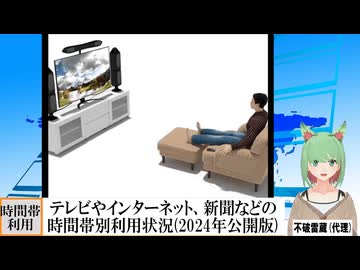 時間帯
利用
テレビやインターネット、新聞などの
時間帯別利用状況(2024年公開版)
不破雷蔵(代理)